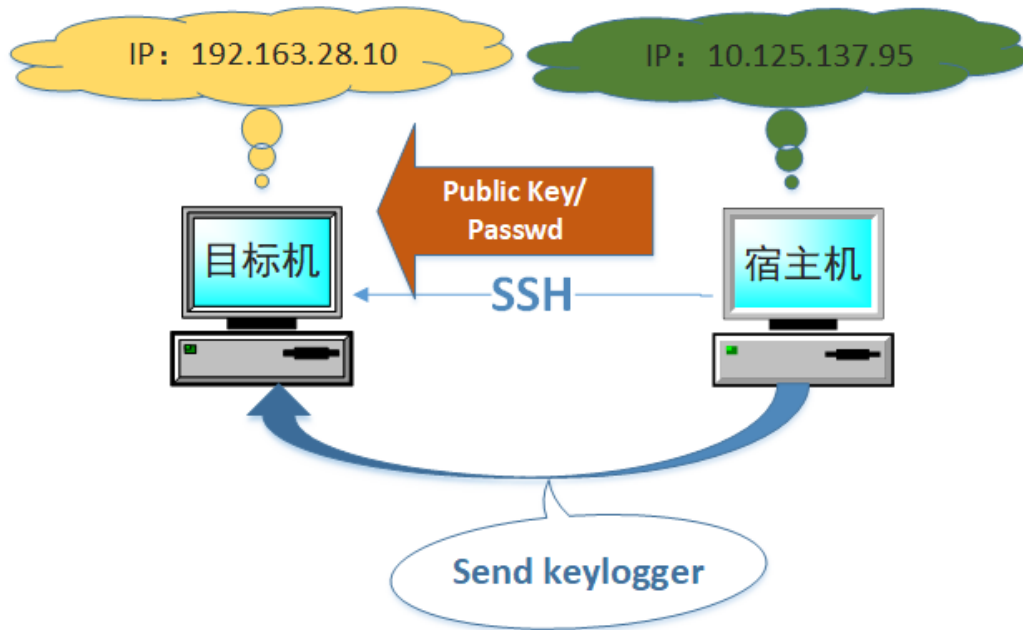 IP：192.163.28.10
IP：10.125.137.95
Public Key/
Passwd
目标机
宿主机
SSH
Send keylogger